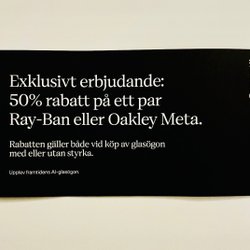 Exklusivt erbjudande:
50% rabatt på ett par
Ray-Ban eller Oakley Meta.
Rabatten gäller både vid köp av glasögon
med eller utan styrka.
Upplev framtidens AI-glasögon.